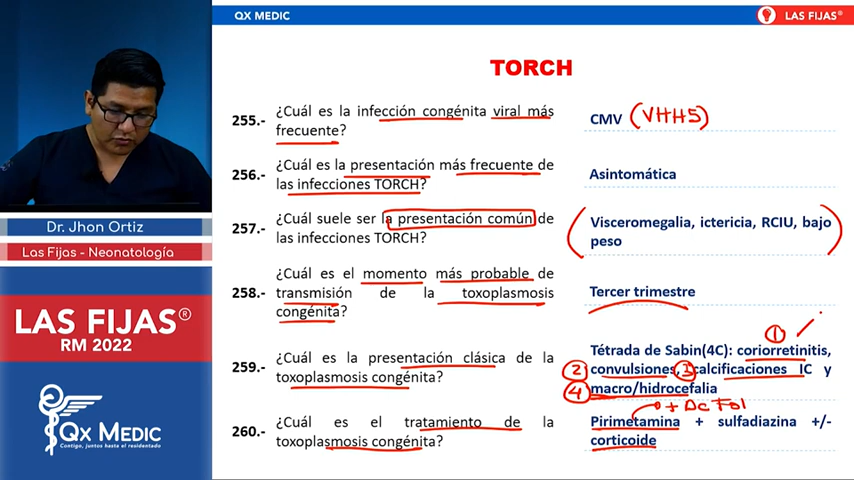 QX MEDIC
LAS FIJAS
TORCH
255.-
¿Cuál es la infección congénita viral más
frecuente?
CMV (VHH5)
256.-
¿Cuál es la presentación más frecuente de
las infecciones TORCH?
Asintomática
257.-
¿Cuál suele ser la presentación común de
las infecciones TORCH?
Visceromegalia, ictericia, RCIU, bajo
peso
258.-
¿Cuál es el momento más probable de
transmisión de la toxoplasmosis
congénita?
Tercer trimestre
259.-
¿Cuál es la presentación clásica de la
toxoplasmosis congénita?
1
Tétrada de Sabin(4C): coriorretinitis,
2 convulsiones, 3 calcificaciones IC y
4 macro/hidrocefalia
260.-
¿Cuál es el tratamiento de la
toxoplasmosis congénita?
+ Ac Fol
Pirimetamina + sulfadiazina +/-
corticoide
Dr. Jhon Ortiz
Las Fijas - Neonatología
LAS FIJAS®
RM 2022
QX MEDIC
Contigo, juntos hasta el residentado